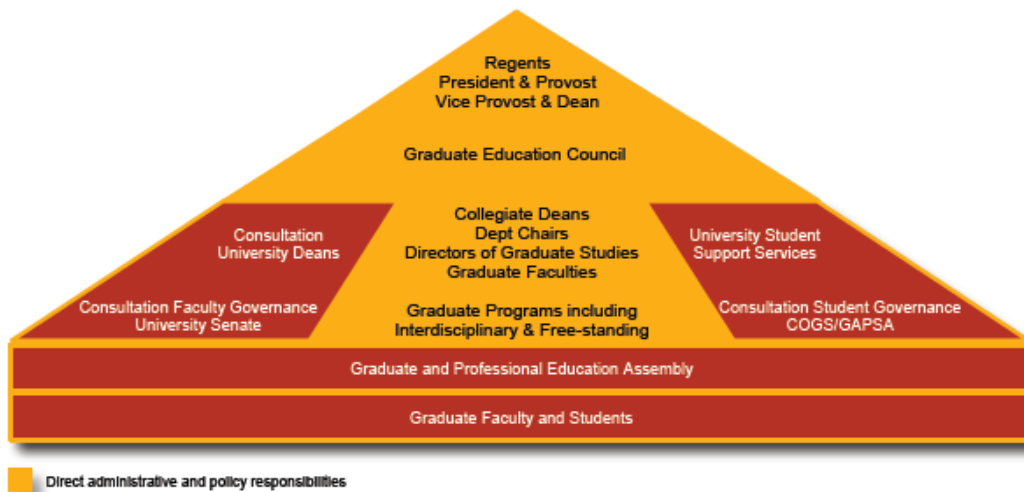 Regents
President & Provost
Vice Provost & Dean
Graduate Education Council
Collegiate Deans
Dept Chairs
Directors of Graduate Studies
Graduate Faculties
Graduate Programs including
Interdisciplinary & Free-standing
Consultation
University Deans
Consultation Faculty Governance
University Senate
University Student
Support Services
Consultation Student Governance
COGS/GAPSA
Graduate and Professional Education Assembly
Graduate Faculty and Students
Direct administrative and policy responsibilities